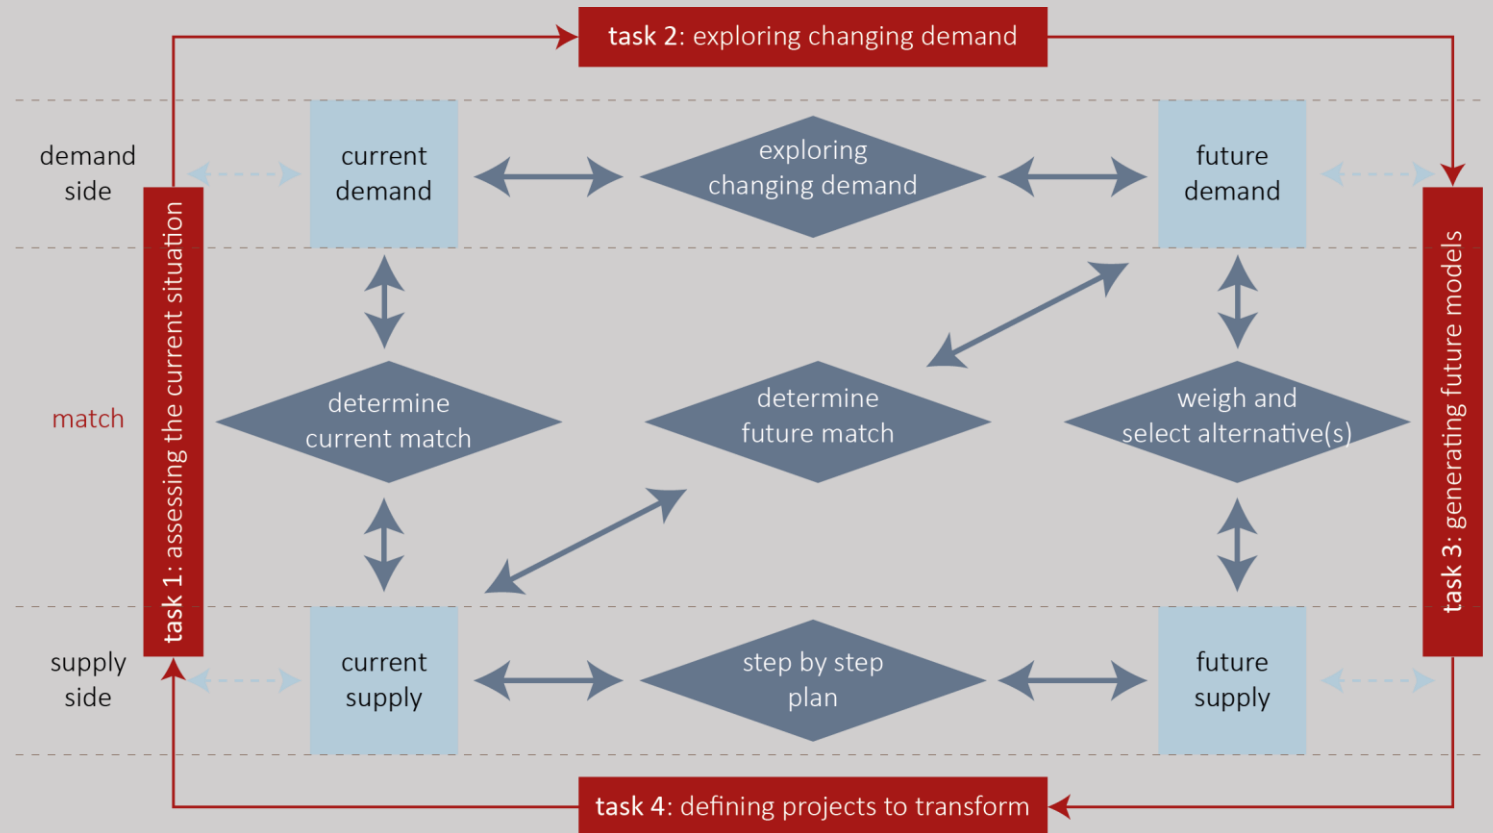 task 2: exploring changing demand
demand
side
current
demand
exploring
changing demand
future
demand
task 1: assessing the current situation
match
determine
current match
determine
future match
weigh and
select alternative(s)
task 3: generating future models
supply
side
current
supply
step by step
plan
future
supply
task 4: defining projects to transform